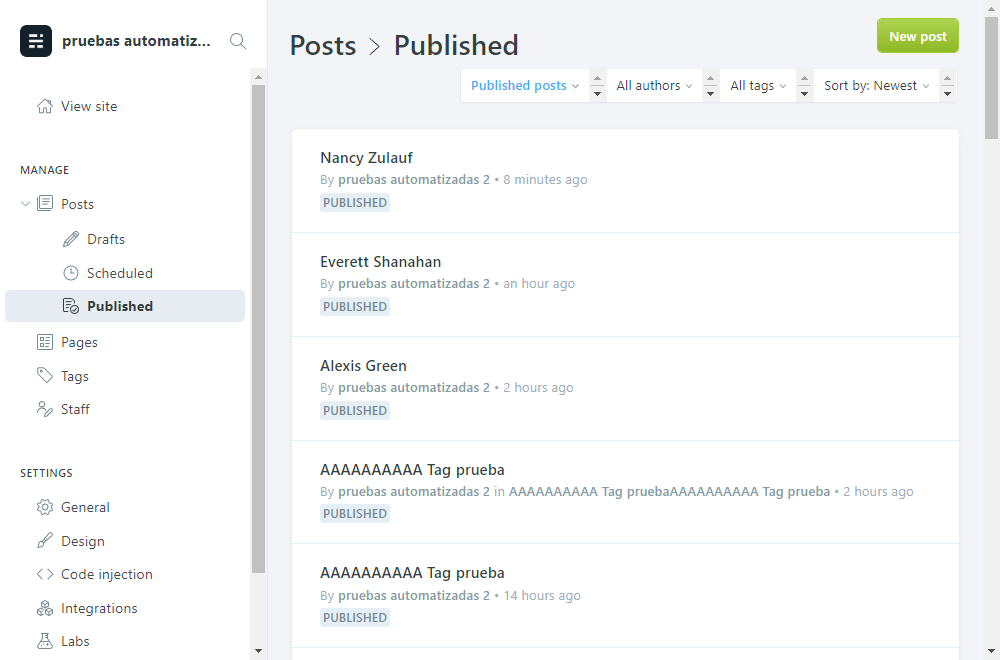 pruebas automatiz...
View site
MANAGE
Posts
Drafts
Scheduled
Published
Pages
Tags
Staff
SETTINGS
General
Design
Code injection
Integrations
Labs
Posts > Published
New post
Published posts
All authors
All tags
Sort by: Newest
Nancy Zulauf
By pruebas automatizadas 2 • 8 minutes ago
PUBLISHED
Everett Shanahan
By pruebas automatizadas 2 • an hour ago
PUBLISHED
Alexis Green
By pruebas automatizadas 2 • 2 hours ago
PUBLISHED
AAAAAAAAAA Tag prueba
By pruebas automatizadas 2 in AAAAAAAAAA Tag pruebaAAAAAAAAAA Tag prueba • 2 hours ago
PUBLISHED
AAAAAAAAAA Tag prueba
By pruebas automatizadas 2 • 14 hours ago
PUBLISHED